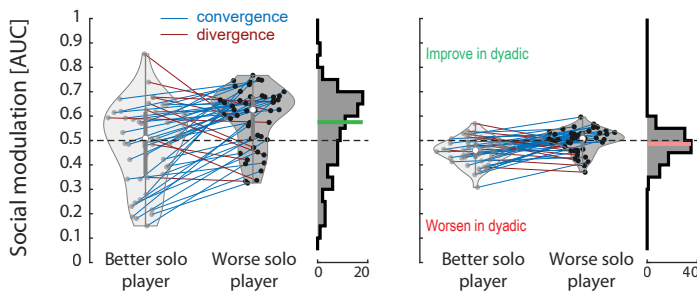 convergence
divergence
Social modulation [AUC]
1
0.9
0.8
0.7
0.6
0.5
0.4
0.3
0.2
0.1
0
Better solo
player
Worse solo
player
0
20
Improve in dyadic
Worsen in dyadic
Better solo
player
Worse solo
player
0
40